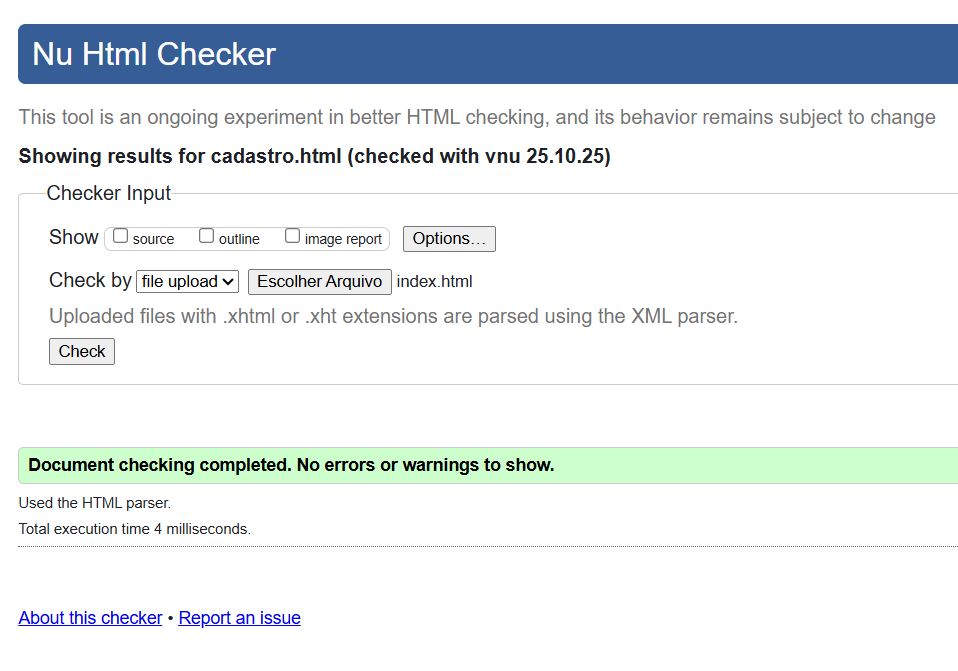 Nu Html Checker
This tool is an ongoing experiment in better HTML checking, and its behavior remains subject to change
Showing results for cadastro.html (checked with vnu 25.10.25)
Checker Input
Show source outline image report Options…
Check by file upload Escolher Arquivo index.html
Uploaded files with .xhtml or .xht extensions are parsed using the XML parser.
Check
Document checking completed. No errors or warnings to show.
Used the HTML parser.
Total execution time 4 milliseconds.
About this checker • Report an issue